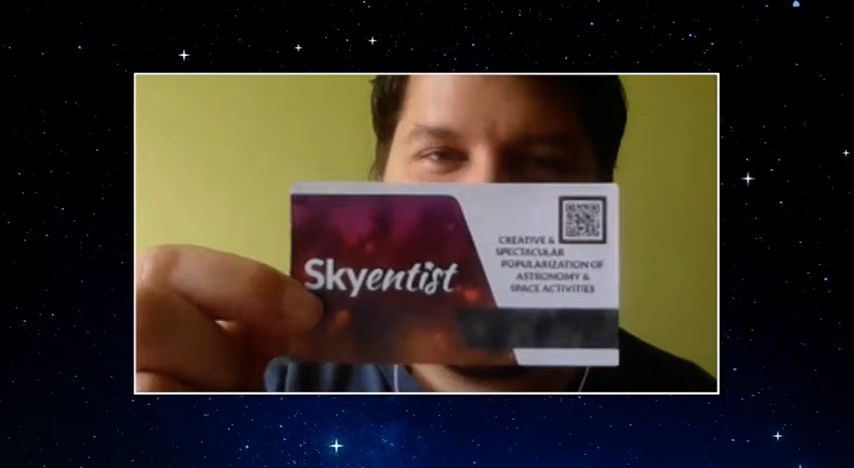 Skyentist
CREATIVE &
SPECTACULAR
POPULARIZATION OF
ASTRONOMY &
SPACE ACTIVITIES